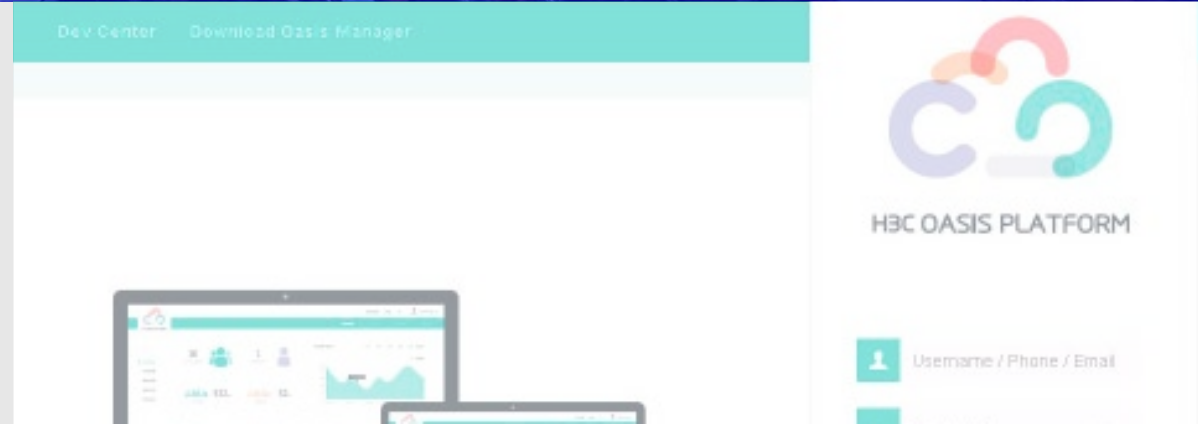 Dev Center Download Oasis Manager
H3C OASIS PLATFORM
Username / Phone / Email